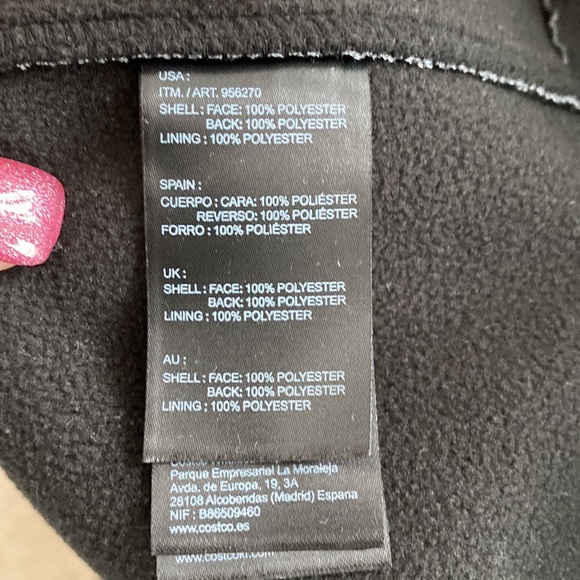 USA :
ITM. / ART. 956270
SHELL : FACE: 100% POLYESTER
BACK: 100% POLYESTER
LINING : 100% POLYESTER
SPAIN :
CUERPO : CARA: 100% POLIÉSTER
REVERSO: 100% POLIÉSTER
FORRO : 100% POLIÉSTER
UK :
SHELL : FACE: 100% POLYESTER
BACK: 100% POLYESTER
LINING : 100% POLYESTER
AU :
SHELL : FACE: 100% POLYESTER
BACK: 100% POLYESTER
LINING : 100% POLYESTER
Parque Empresarial La Moraleja
Avda. de Europa, 19, 3A
28108 Alcobendas (Madrid) Espana
NIF : B86509460
www.costco.es